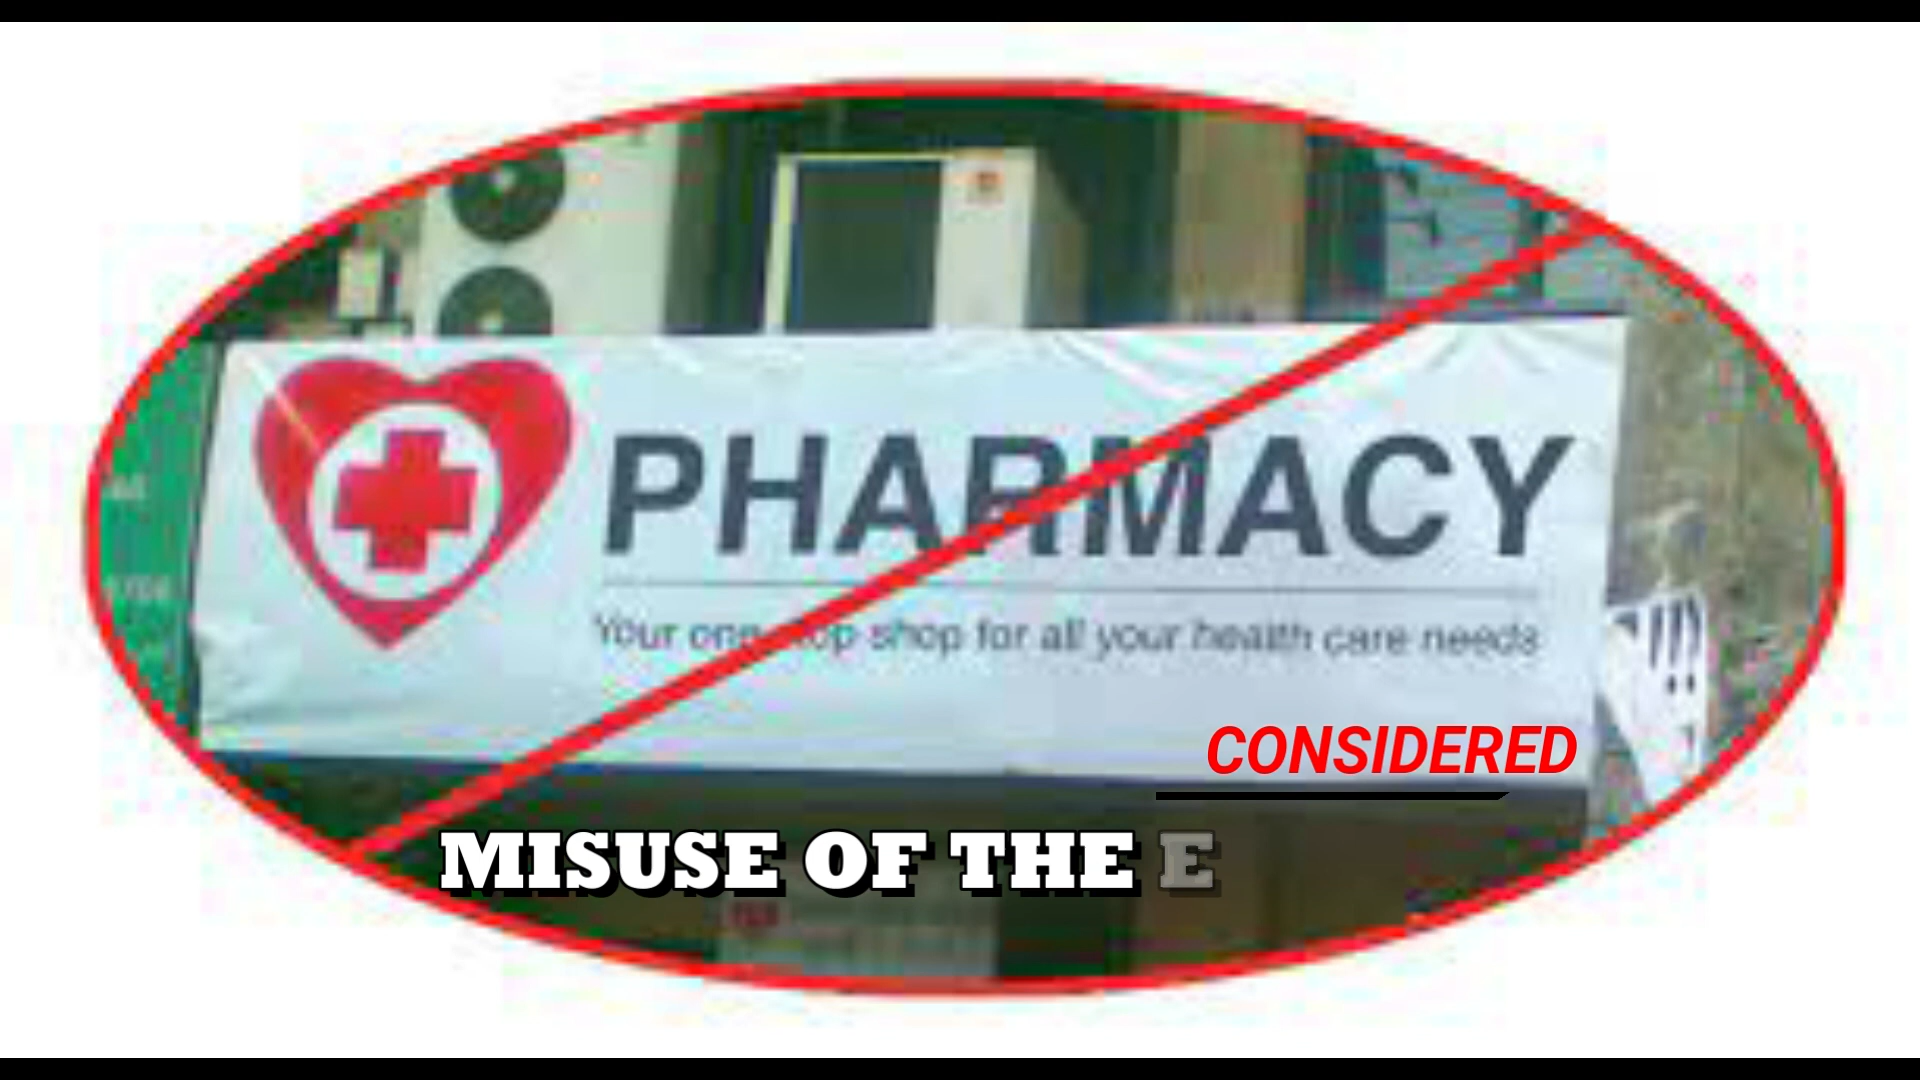 PHARMACY
Your one stop shop for all your health care needs
CONSIDERED
MISUSE OF THE E